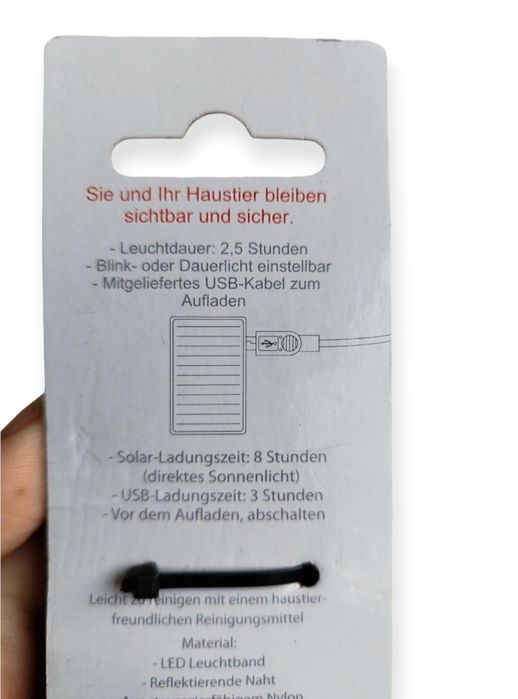 Sie und Ihr Haustier bleiben
sichtbar und sicher.
- Leuchtdauer: 2,5 Stunden
- Blink- oder Dauerlicht einstellbar
- Mitgeliefertes USB-Kabel zum
Aufladen
- Solar-Ladungszeit: 8 Stunden
(direktes Sonnenlicht)
- USB-Ladungszeit: 3 Stunden
- Vor dem Aufladen, abschalten
Leicht zu reinigen mit einem haustier-
freundlichen Reinigungsmittel
Material:
- LED Leuchtband
- Reflektierende Naht
Nylon